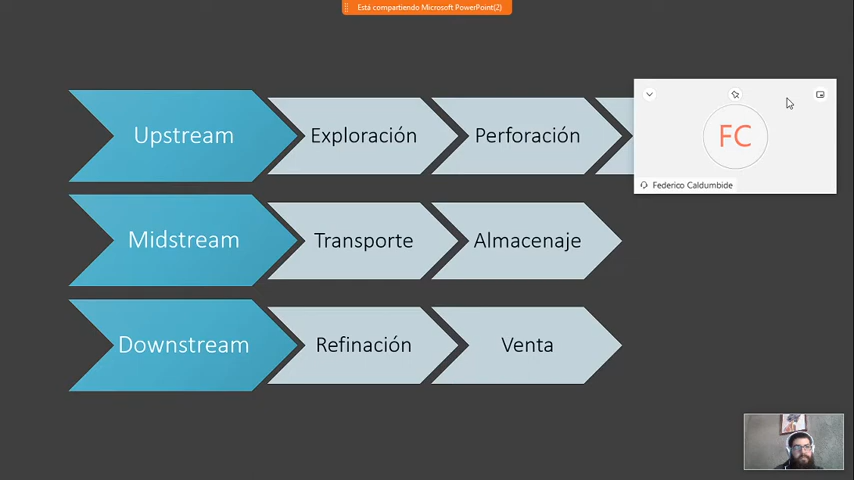 Está compartiendo Microsoft PowerPoint(2)
Upstream
Exploración
Perforación
FC
Federico Caldumbide
Midstream
Transporte
Almacenaje
Downstream
Refinación
Venta